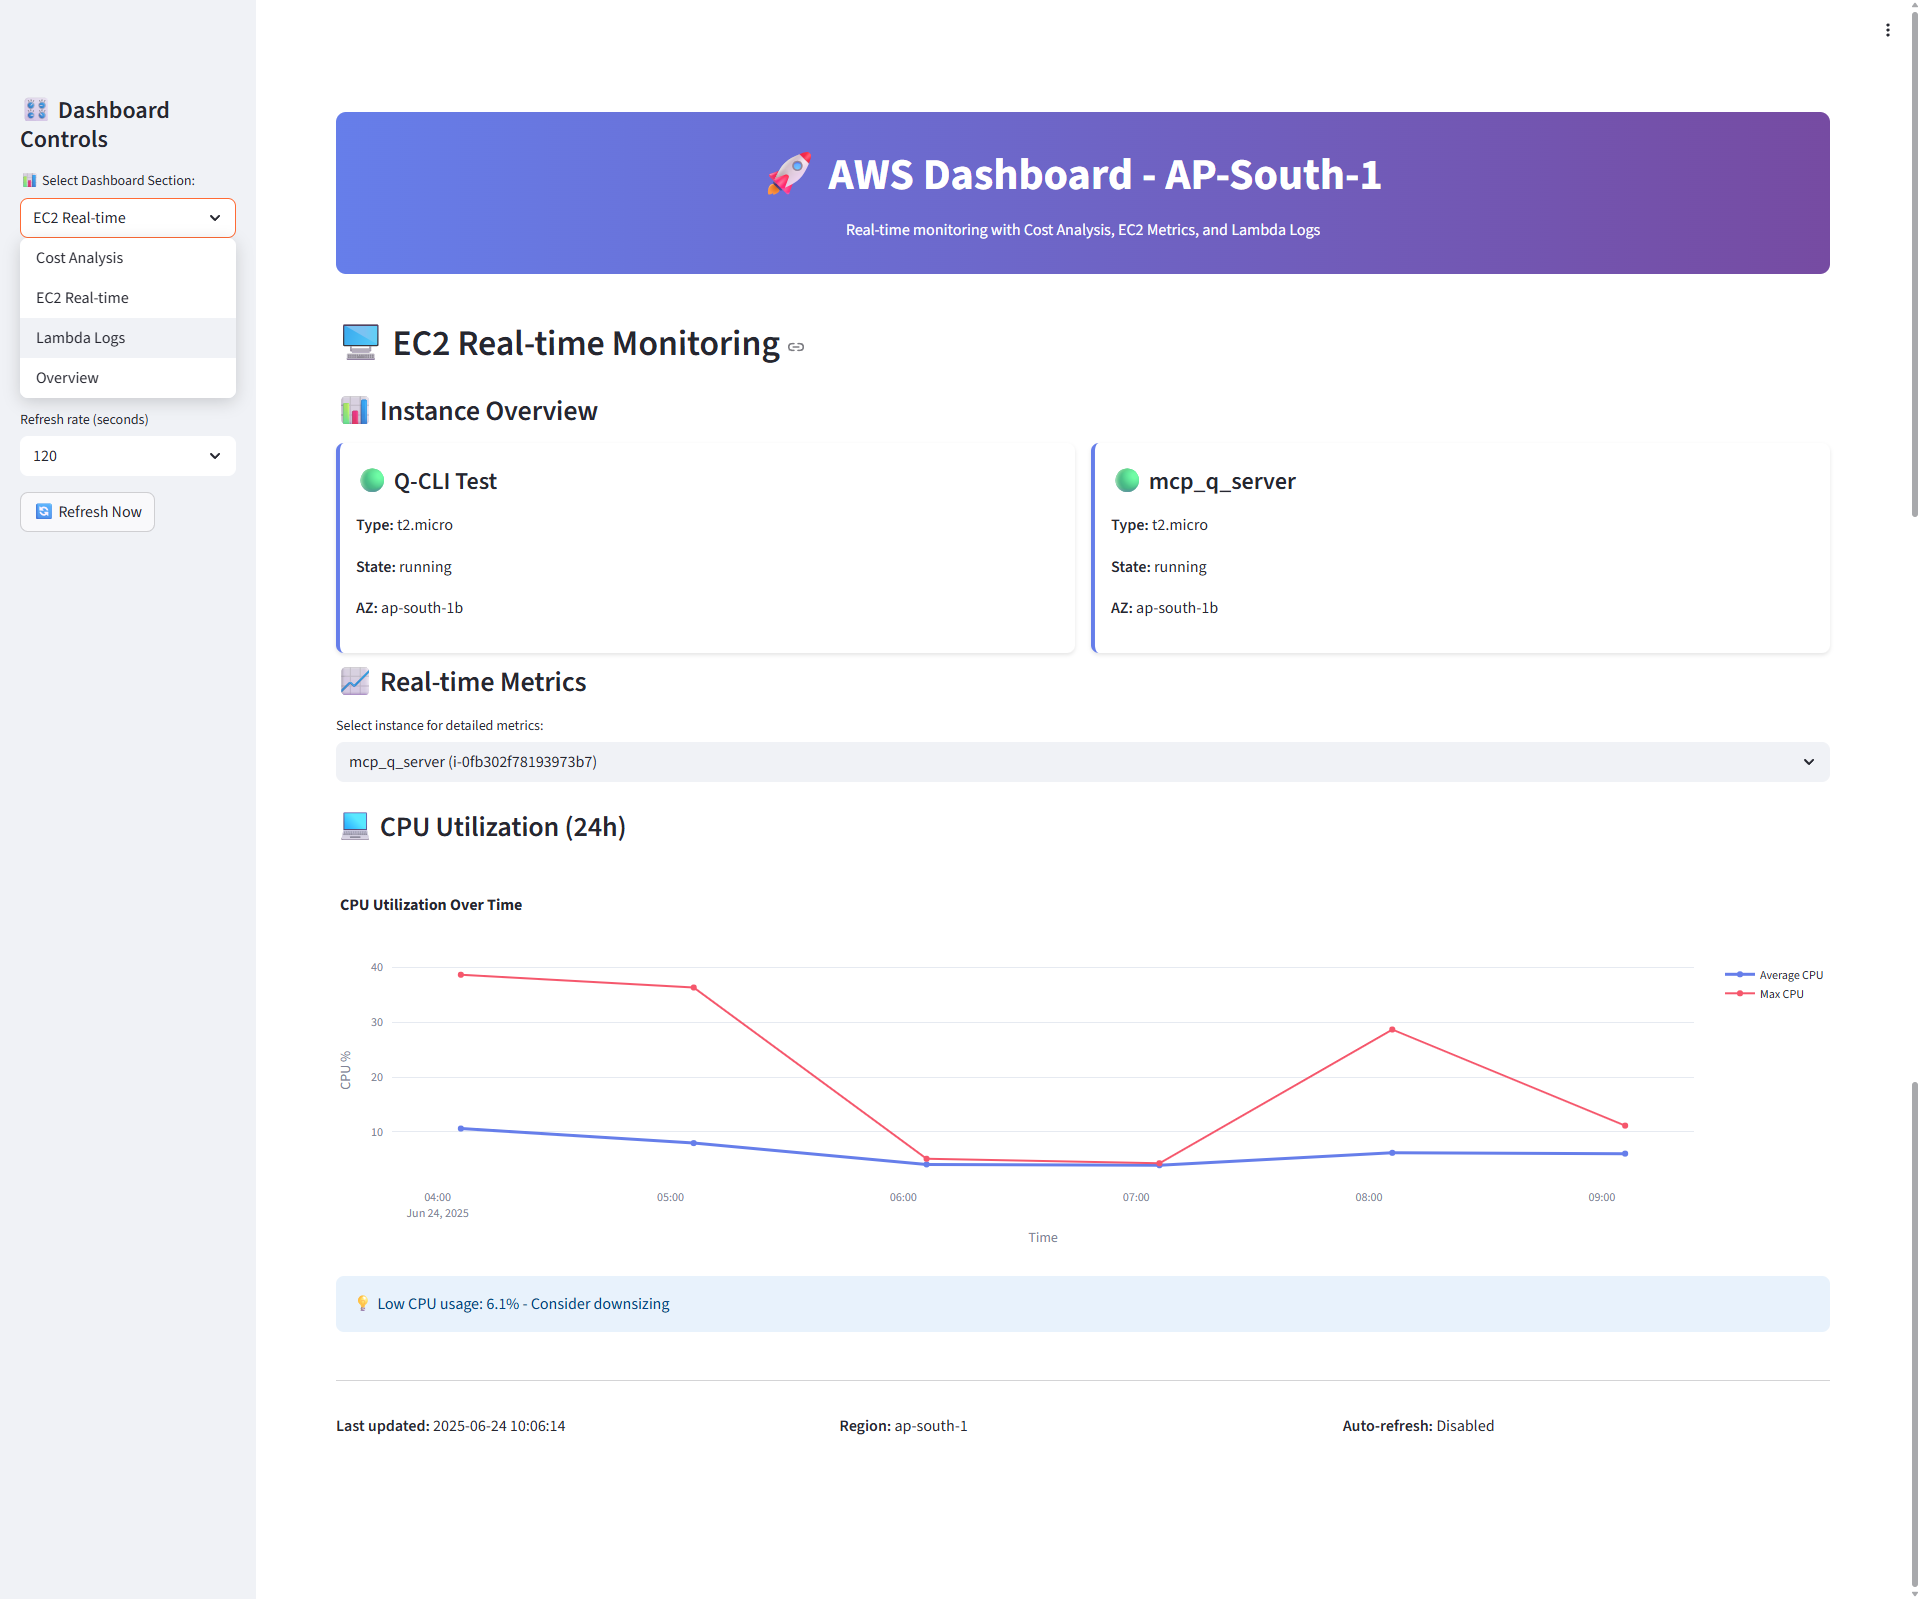 Dashboard
Controls
Select Dashboard Section:
EC2 Real-time
Cost Analysis
EC2 Real-time
Lambda Logs
Overview
Refresh rate (seconds)
120
Refresh Now
AWS Dashboard - AP-South-1
Real-time monitoring with Cost Analysis, EC2 Metrics, and Lambda Logs
EC2 Real-time Monitoring
Instance Overview
Q-CLI Test
Type: t2.micro
State: running
AZ: ap-south-1b
mcp_q_server
Type: t2.micro
State: running
AZ: ap-south-1b
Real-time Metrics
Select instance for detailed metrics:
mcp_q_server (i-0fb302f78193973b7)
CPU Utilization (24h)
CPU Utilization Over Time
40
30
20
10
CPU %
Average CPU
Max CPU
04:00 05:00 06:00 07:00 08:00 09:00
Jun 24, 2025
Time
Low CPU usage: 6.1% - Consider downsizing
Last updated: 2025-06-24 10:06:14
Region: ap-south-1
Auto-refresh: Disabled